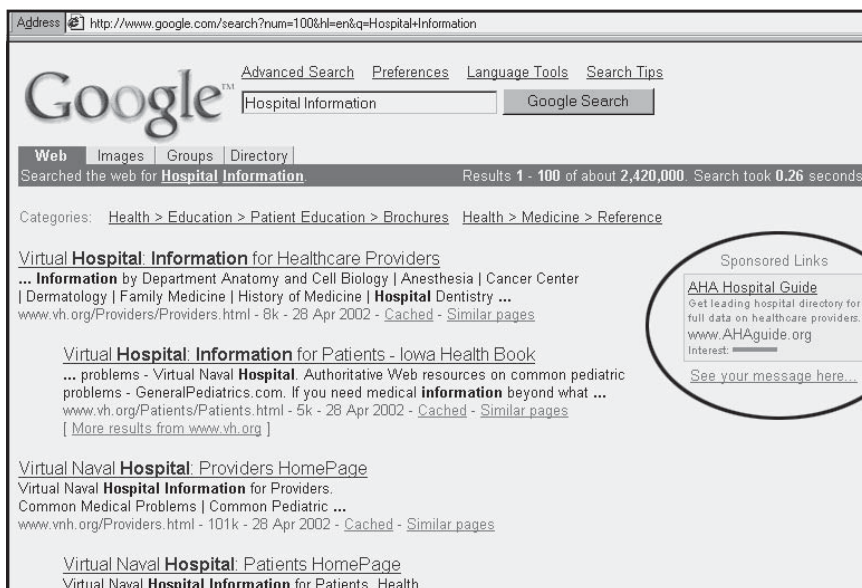 Address http://www.google.com/search?num=100&hl=en&q=Hospital+Information
Google™
Advanced Search Preferences Language Tools Search Tips
Hospital Information Google Search
Web Images Groups Directory
Searched the web for Hospital Information. Results 1 - 100 of about 2,420,000. Search took 0.26 seconds
Categories: Health > Education > Patient Education > Brochures Health > Medicine > Reference
Virtual Hospital: Information for Healthcare Providers
... Information by Department Anatomy and Cell Biology | Anesthesia | Cancer Center
| Dermatology | Family Medicine | History of Medicine | Hospital Dentistry ...
www.vh.org/Providers/Providers.html - 8k - 28 Apr 2002 - Cached - Similar pages
Virtual Hospital: Information for Patients - Iowa Health Book
... problems - Virtual Naval Hospital. Authoritative Web resources on common pediatric
problems - GeneralPediatrics.com. If you need medical information beyond what ...
www.vh.org/Patients/Patients.html - 5k - 28 Apr 2002 - Cached - Similar pages
[ More results from www.vh.org ]
Virtual Naval Hospital: Providers HomePage
Virtual Naval Hospital Information for Providers.
Common Medical Problems | Common Pediatric ...
www.vnh.org/Providers.html - 101k - 28 Apr 2002 - Cached - Similar pages
Virtual Naval Hospital: Patients HomePage
Virtual Naval Hospital Information for Patients. Health
Sponsored Links
AHA Hospital Guide
Get leading hospital directory for
full data on healthcare providers.
www.AHAguide.org
Interest:
See your message here...